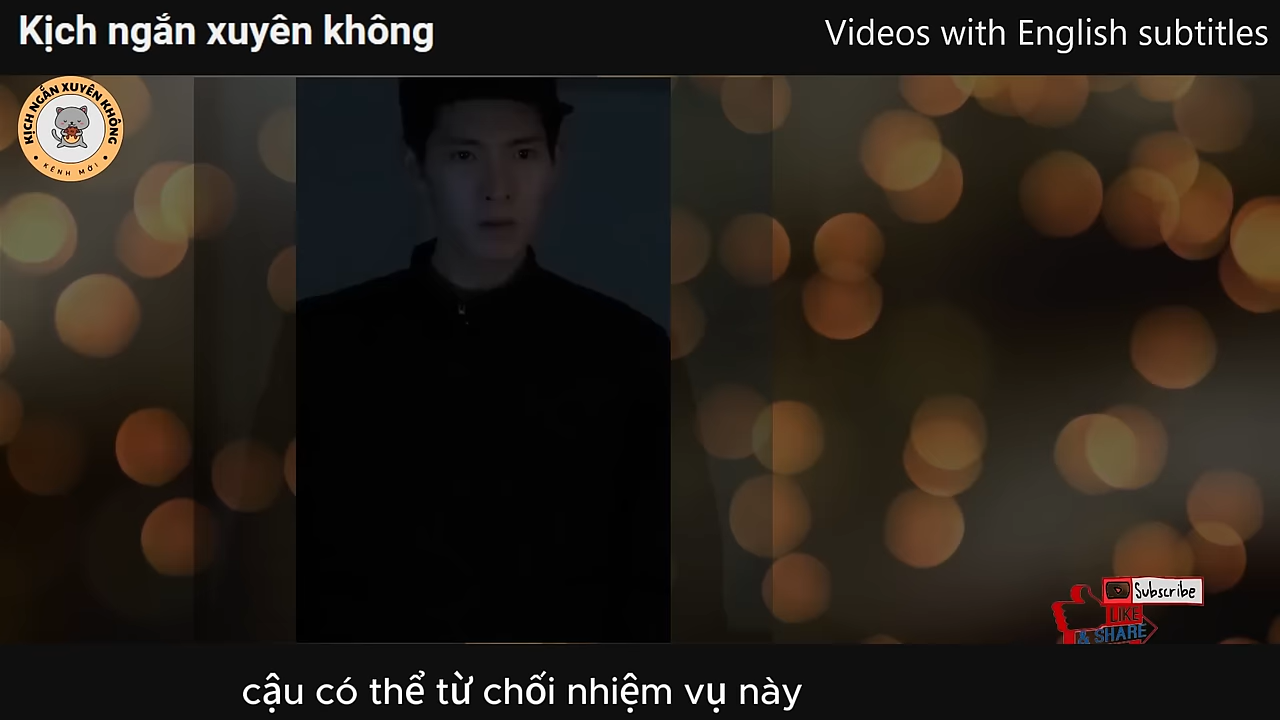 Kịch ngắn xuyên không
Videos with English subtitles
KỊCH NGẮN XUYÊN KHÔNG
• KÊNH MỚI •
Subscribe
LIKE
& SHARE
cậu có thể từ chối nhiệm vụ này